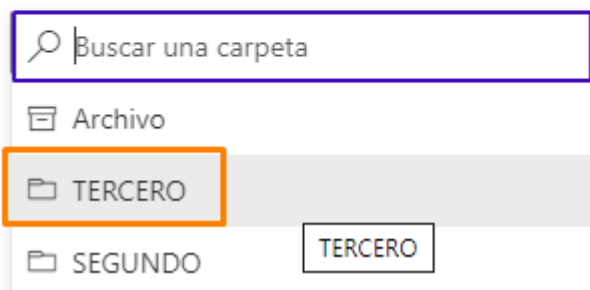 Buscar una carpeta
Archivo
TERCERO
TERCERO
SEGUNDO